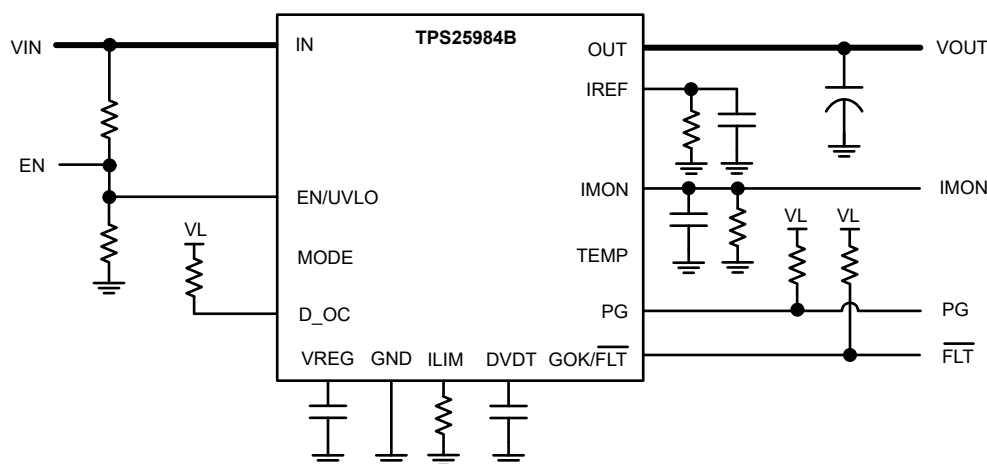 TPS25984B
VIN
IN
OUT
VOUT
IREF
EN
EN/UVLO
IMON
IMON
VL
VL
VL
MODE
TEMP
D_OC
PG
PG
VREG
GND
ILIM
DVDT
GOK/FLT
FLT